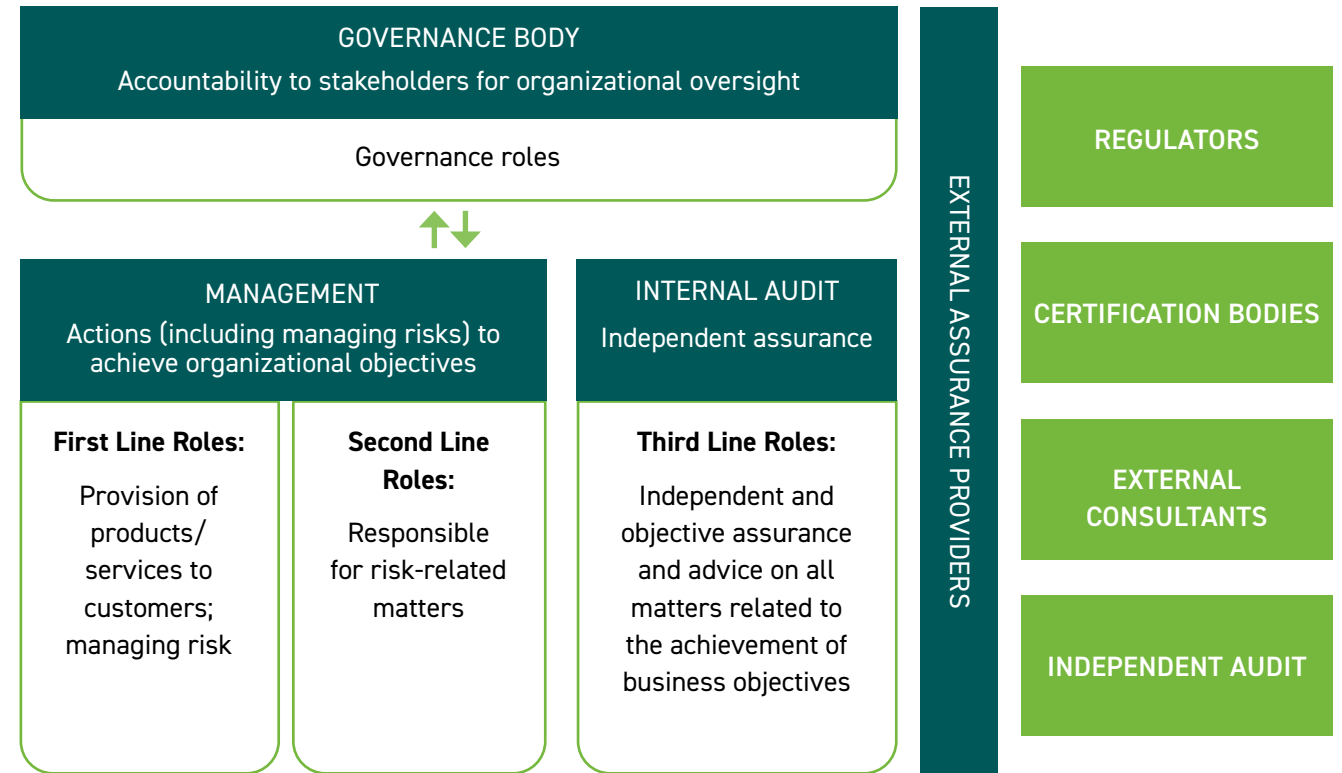 GOVERNANCE BODY
Accountability to stakeholders for organizational oversight
Governance roles
MANAGEMENT
Actions (including managing risks) to
achieve organizational objectives
INTERNAL AUDIT
Independent assurance
First Line Roles:
Provision of
products/
services to
customers;
managing risk
Second Line
Roles:
Responsible
for risk-related
matters
Third Line Roles:
Independent and
objective assurance
and advice on all
matters related to
the achievement of
business objectives
EXTERNAL ASSURANCE PROVIDERS
REGULATORS
CERTIFICATION BODIES
EXTERNAL
CONSULTANTS
INDEPENDENT AUDIT